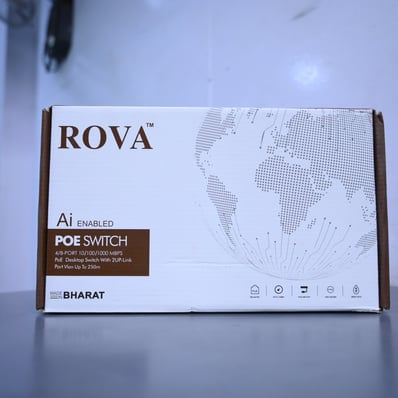 ROVA™
Ai ENABLED
POE SWITCH
4/8-PORT 10/100/1000 MBPS
PoE Desktop Switch With 2UP-Link
Port Vlan Up To 250m
BHARAT